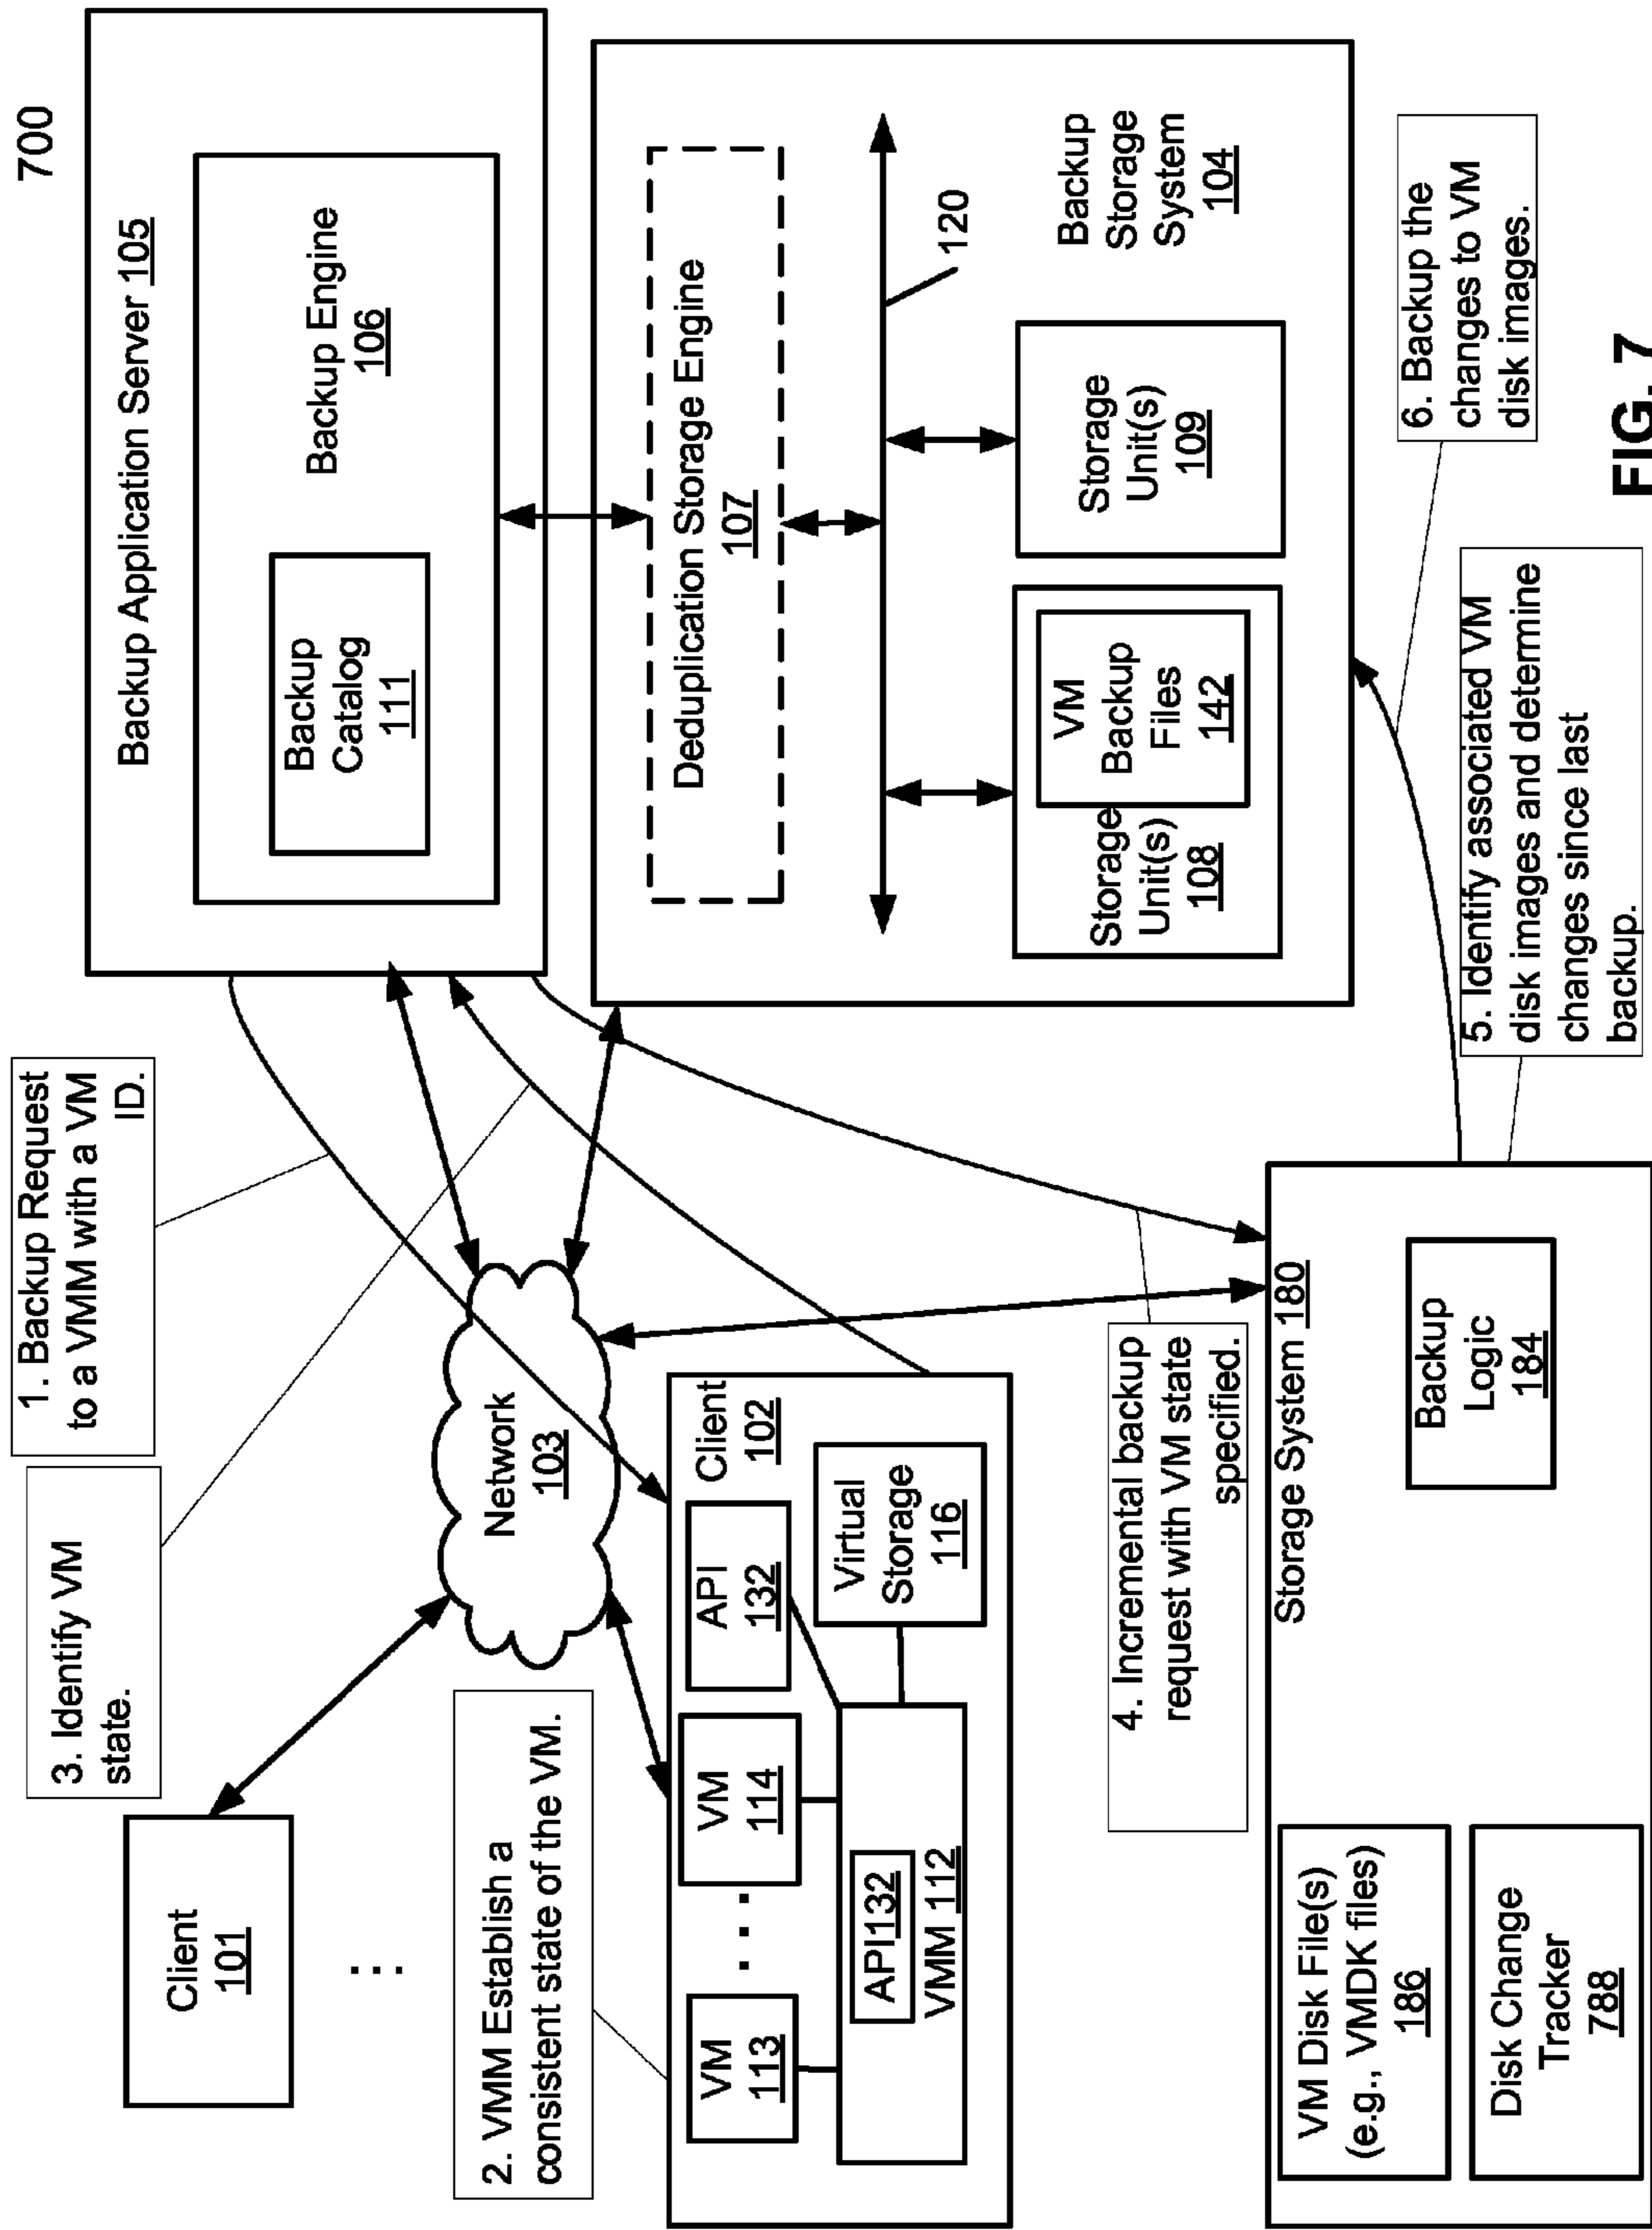 700
1. Backup Request
to a VMM with a VM
ID.
3. Identify VM
state.
Client
101
...
Network
103
2. VMM Establish a
consistent state of the VM.
VM
113
. . .
VM
114
API
132
Client
102
Virtual
Storage
116
API132
VMM 112
Backup Application Server 105
Backup Engine
106
Backup
Catalog
111
Deduplication Storage Engine
107
120
Backup
Storage
System
104
Storage
Unit(s)
108
VM
Backup
Files
142
Storage
Unit(s)
109
4. Incremental backup
request with VM state
specified.
Storage System 180
VM Disk File(s)
(e.g., VMDK files)
186
Disk Change
Tracker
788
Backup
Logic
184
5. Identify associated VM
disk images and determine
changes since last
backup.
6. Backup the
changes to VM
disk images.
FIG. 7